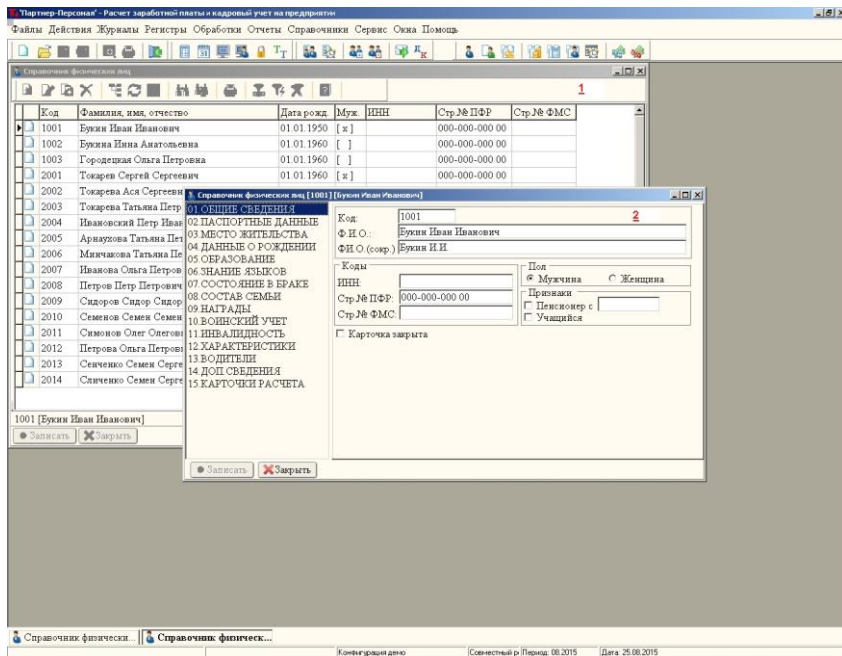 "Партнер-Персонал" - Расчет заработной платы и кадровый учет на предприятии
Файлы Действия Журналы Регистры Обработки Отчеты Справочники Сервис Окна Помощь
Справочник физических лиц
1
Код Фамилия, имя, отчество Дата рожд. Муж. ИНН Стр.№ ПФР Стр.№ ФМС
1001 Букин Иван Иванович 01.01.1950 [ x ] 000-000-000 00
1002 Букина Инна Анатольевна 01.01.1960 [ ] 000-000-000 00
1003 Городецкая Ольга Петровна 01.01.1960 [ ] 000-000-000 00
2001 Токарев Сергей Сергеевич 01.01.1960 [ x ] 000-000-000 00
2002 Токарева Ася Сергеевн
2003 Токарева Татьяна Петр
2004 Ивановский Петр Иван
2005 Арнаухова Татьяна Пет
2006 Минчакова Татьяна Пе
2007 Иванова Ольга Петров
2008 Петров Петр Петрович
2009 Сидоров Сидор Сидор
2010 Семенов Семен Семен
2011 Симонов Олег Олегов
2012 Петрова Ольга Петров
2013 Сенченко Семен Серге
2014 Сличенко Семен Серге
1001 [Букин Иван Иванович]
Записать Закрыть
Справочник физических лиц [1001] [Букин Иван Иванович]
01.ОБЩИЕ СВЕДЕНИЯ
02.ПАСПОРТНЫЕ ДАННЫЕ
03.МЕСТО ЖИТЕЛЬСТВА
04.ДАННЫЕ О РОЖДЕНИИ
05.ОБРАЗОВАНИЕ
06.ЗНАНИЕ ЯЗЫКОВ
07.СОСТОЯНИЕ В БРАКЕ
08.СОСТАВ СЕМЬИ
09.НАГРАДЫ
10.ВОИНСКИЙ УЧЕТ
11.ИНВАЛИДНОСТЬ
12.ХАРАКТЕРИСТИКИ
13.ВОДИТЕЛИ
14.ДОП.СВЕДЕНИЯ
15.КАРТОЧКИ РАСЧЕТА
Код: 1001 2
Ф.И.О.: Букин Иван Иванович
ФИ.О.(сокр.) Букин И.И.
Коды
ИНН:
Стр.№ ПФР: 000-000-000 00
Стр.№ ФМС:
Пол
Мужчина Женщина
Признаки
Пенсионер с
Учащийся
Карточка закрыта
Записать Закрыть
Справочник физически... Справочник физическ...
Конфигурация демо Совместный р Период: 08.2015 Дата: 25.08.2015